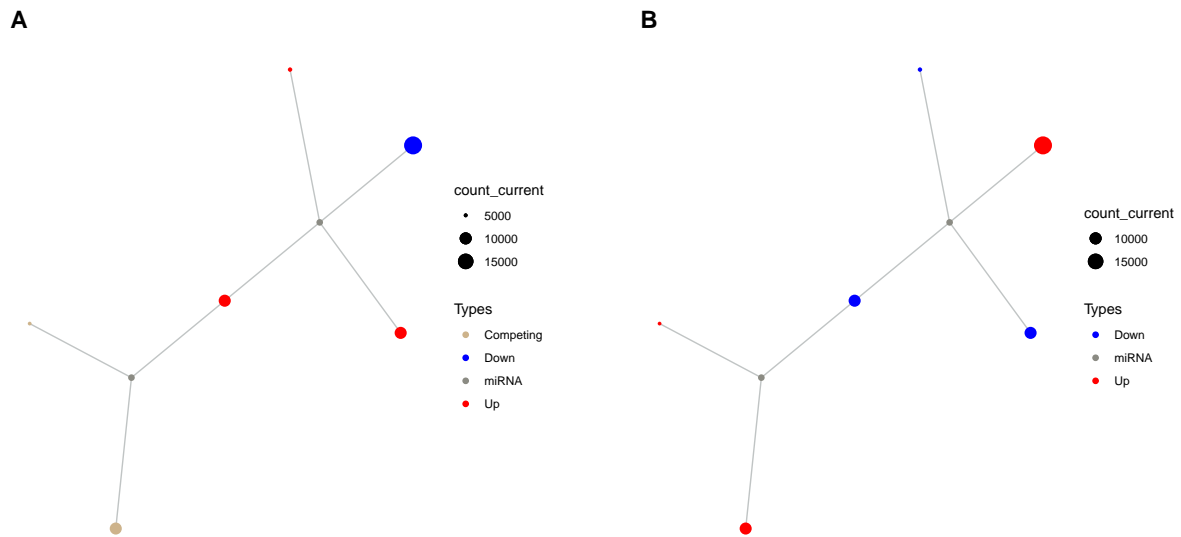 A
count_current
5000
10000
15000
Types
Competing
Down
miRNA
Up
B
count_current
10000
15000
Types
Down
miRNA
Up